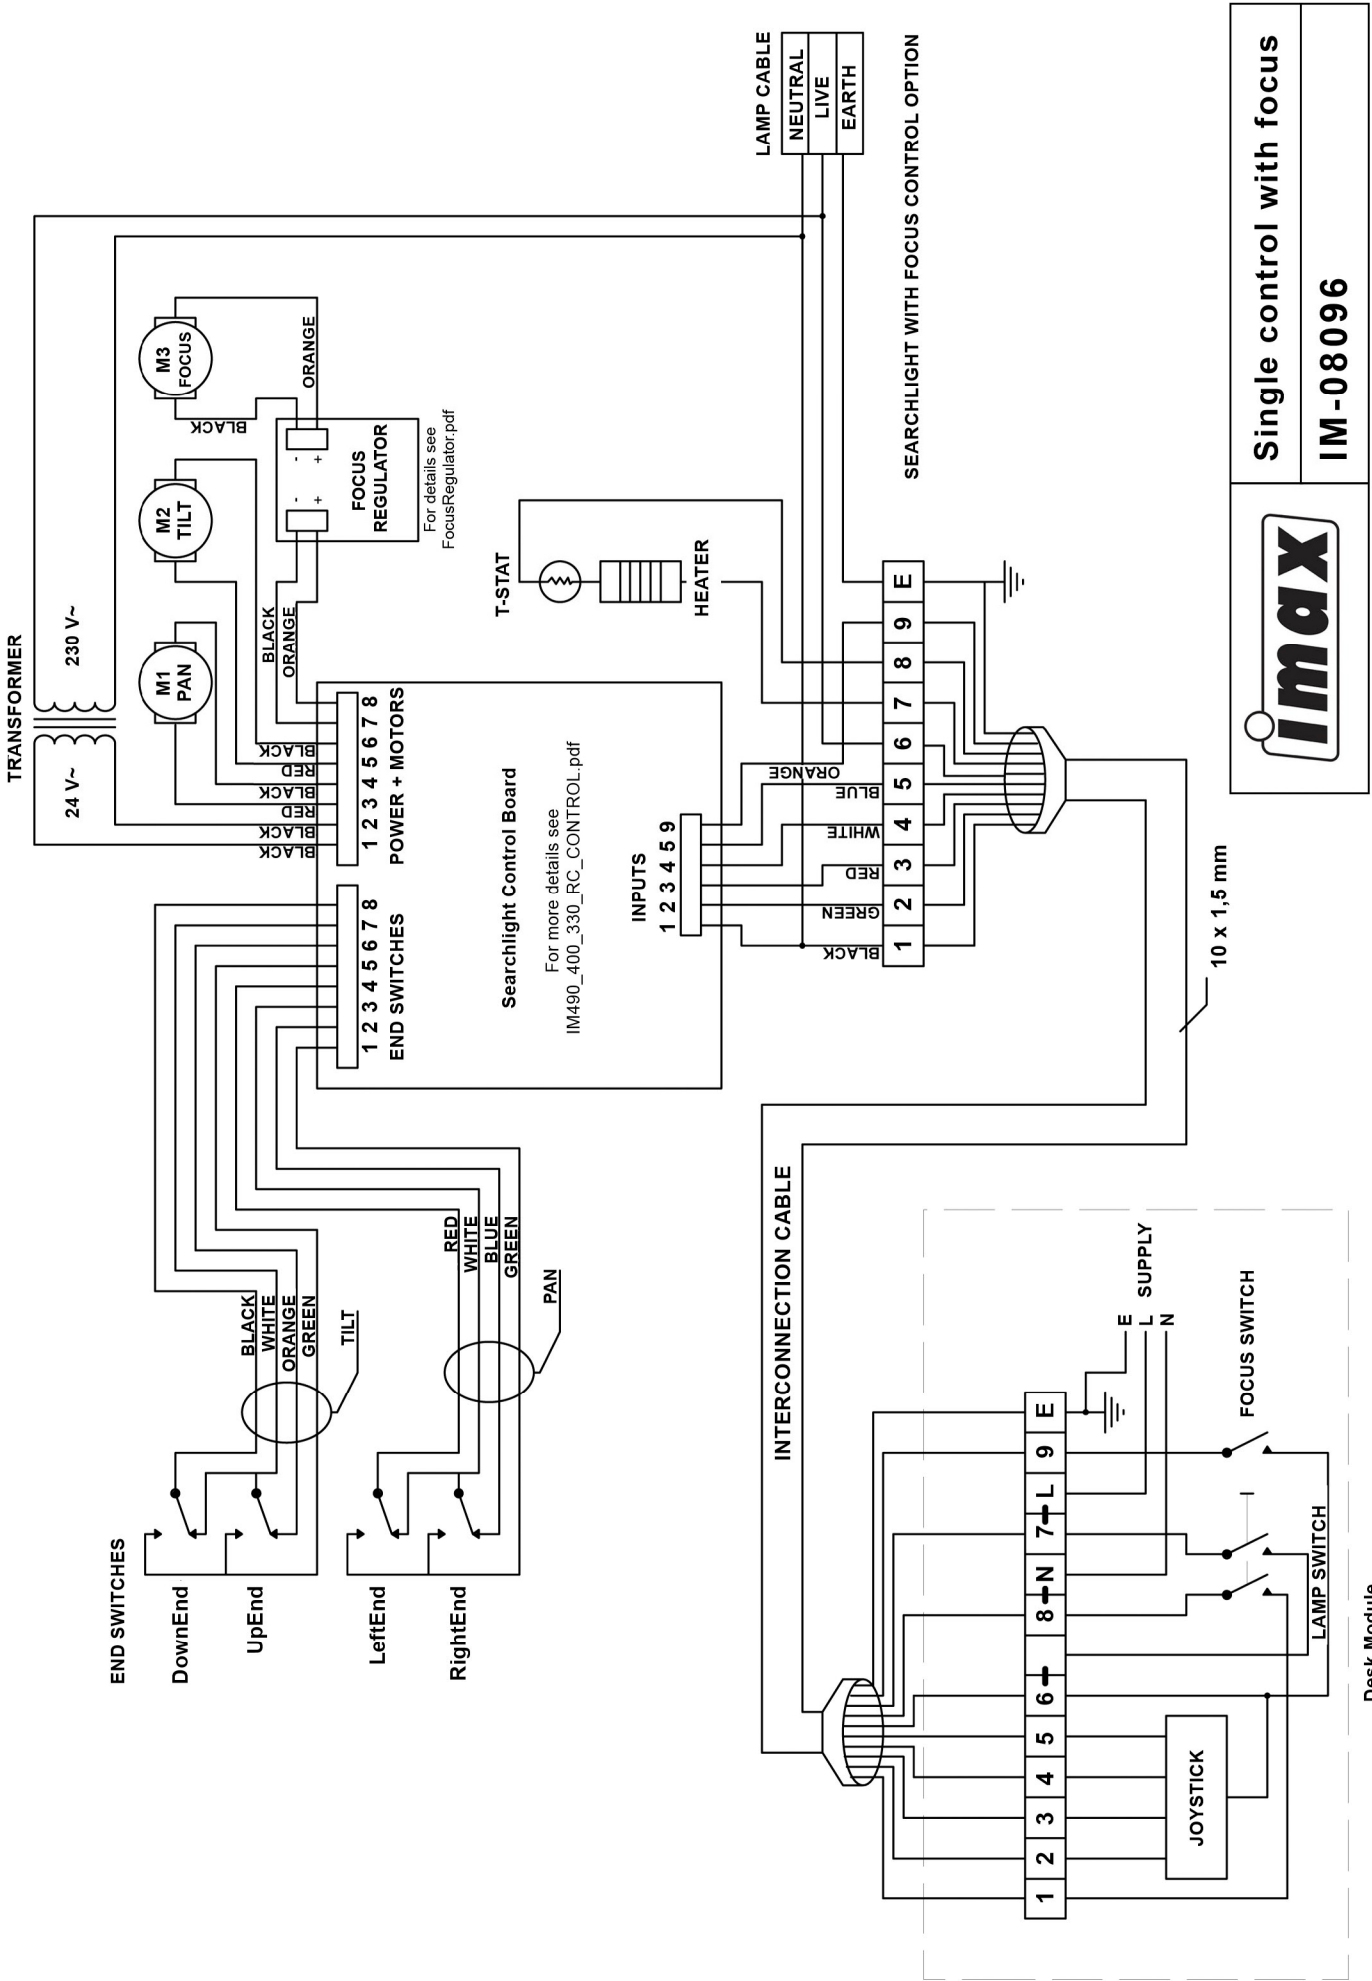 TRANSFORMER
24 V~
230 V~
END SWITCHES
DownEnd
UpEnd
LeftEnd
RightEnd
BLACK
WHITE
ORANGE
GREEN
TILT
RED
WHITE
BLUE
GREEN
PAN
M1
PAN
M2
TILT
M3
FOCUS
BLACK
BLACK
RED
BLACK
RED
BLACK
BLACK
ORANGE
BLACK
ORANGE
- -
+ +
FOCUS
REGULATOR
For details see
FocusRegulator.pdf
1 2 3 4 5 6 7 8
END SWITCHES
1 2 3 4 5 6 7 8
POWER + MOTORS
Searchlight Control Board
For more details see
IM490_400_330_RC_CONTROL.pdf
INPUTS
1 2 3 4 5 9
T-STAT
HEATER
LAMP CABLE
NEUTRAL
LIVE
EARTH
BLACK
GREEN
RED
WHITE
BLUE
ORANGE
1 2 3 4 5 6 7 8 9 E
SEARCHLIGHT WITH FOCUS CONTROL OPTION
INTERCONNECTION CABLE
10 x 1,5 mm
1 2 3 4 5 6 8 N 7 L 9 E
E
L
N
SUPPLY
JOYSTICK
LAMP SWITCH
FOCUS SWITCH
Desk Module
imax
Single control with focus
IM-08096